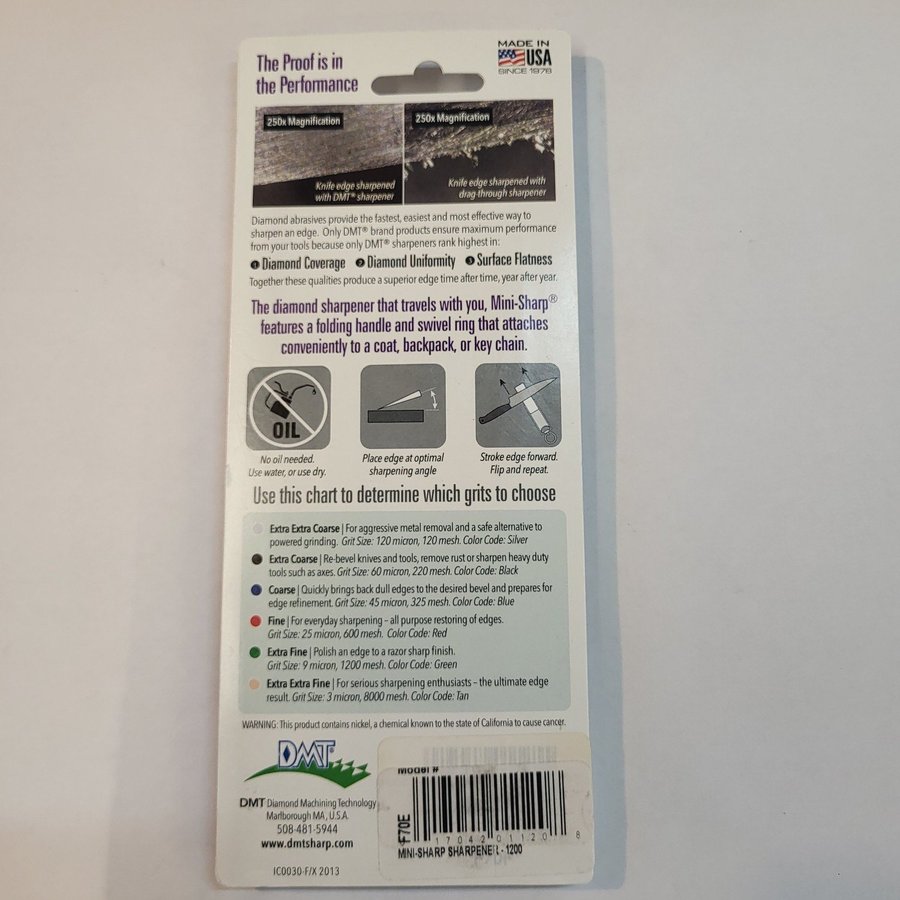 The Proof is in
the Performance
MADE IN
USA
SINCE 1976
250x Magnification
Knife edge sharpened
with DMT® sharpener
250x Magnification
Knife edge sharpened with
drag-through sharpener
Diamond abrasives provide the fastest, easiest and most effective way to
sharpen an edge. Only DMT® brand products ensure maximum performance
from your tools because only DMT® sharpeners rank highest in:
❶ Diamond Coverage ❷ Diamond Uniformity ❸ Surface Flatness
Together these qualities produce a superior edge time after time, year after year.
The diamond sharpener that travels with you, Mini-Sharp®
features a folding handle and swivel ring that attaches
conveniently to a coat, backpack, or key chain.
OIL
No oil needed.
Use water, or use dry.
Place edge at optimal
sharpening angle
Stroke edge forward.
Flip and repeat.
Use this chart to determine which grits to choose
Extra Extra Coarse | For aggressive metal removal and a safe alternative to
powered grinding. Grit Size: 120 micron, 120 mesh. Color Code: Silver
Extra Coarse | Re-bevel knives and tools, remove rust or sharpen heavy duty
tools such as axes. Grit Size: 60 micron, 220 mesh. Color Code: Black
Coarse | Quickly brings back dull edges to the desired bevel and prepares for
edge refinement. Grit Size: 45 micron, 325 mesh. Color Code: Blue
Fine | For everyday sharpening – all purpose restoring of edges.
Grit Size: 25 micron, 600 mesh. Color Code: Red
Extra Fine | Polish an edge to a razor sharp finish.
Grit Size: 9 micron, 1200 mesh. Color Code: Green
Extra Extra Fine | For serious sharpening enthusiasts – the ultimate edge
result. Grit Size: 3 micron, 8000 mesh. Color Code: Tan
WARNING: This product contains nickel, a chemical known to the state of California to cause cancer.
DMT®
DMT Diamond Machining Technology
Marlborough MA, U.S.A.
508-481-5944
www.dmtsharp.com
IC0030-F/X 2013
Model #
F70E
17042 01120 8
MINI-SHARP SHARPENER - 1200